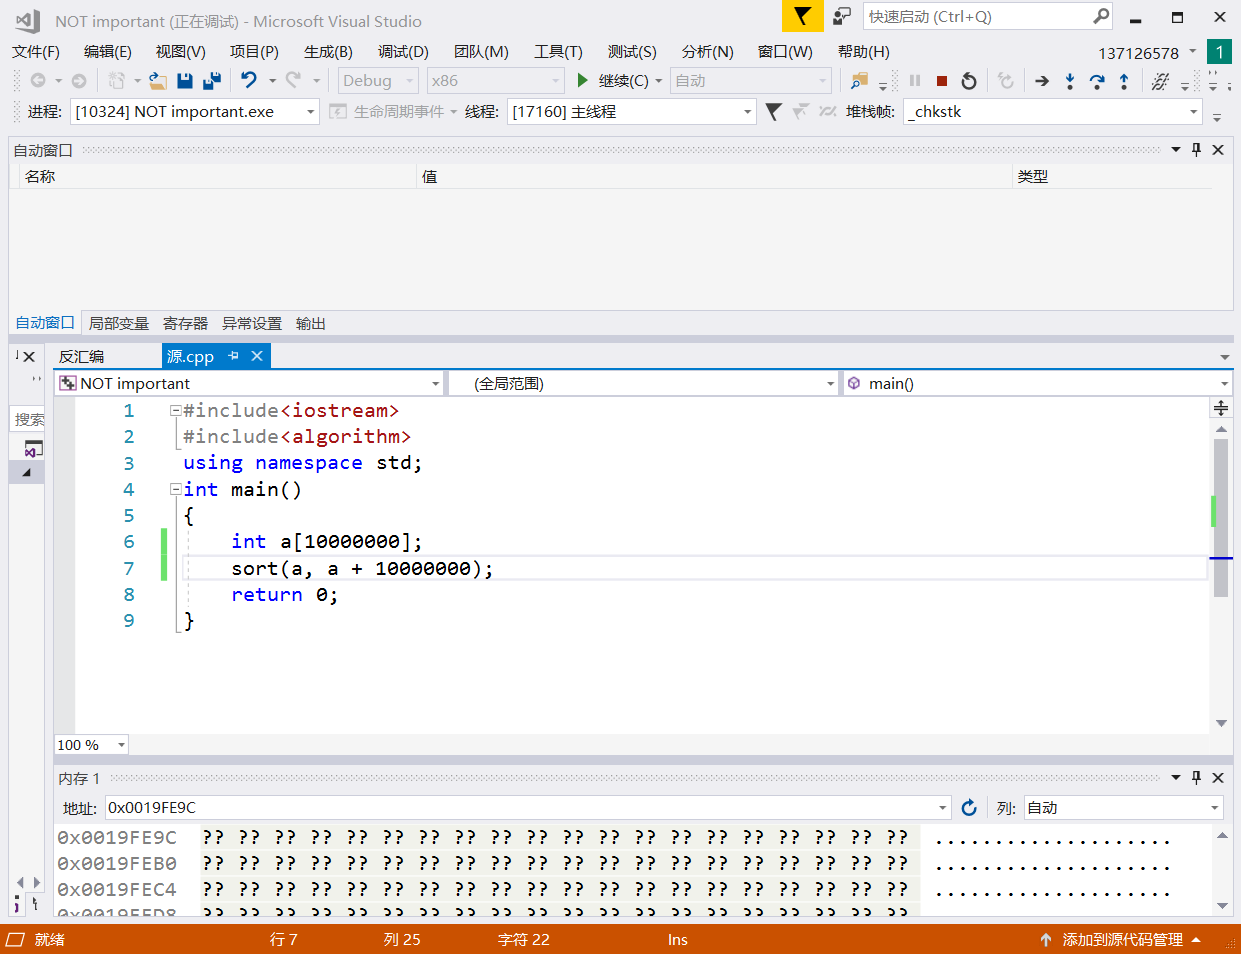 NOT important (正在调试) - Microsoft Visual Studio
快速启动 (Ctrl+Q)
文件(F) 编辑(E) 视图(V) 项目(P) 生成(B) 调试(D) 团队(M) 工具(T) 测试(S) 分析(N) 窗口(W) 帮助(H) 137126578 1
Debug x86 继续(C) 自动
进程: [10324] NOT important.exe 生命周期事件 线程: [17160] 主线程 堆栈帧: _chkstk
自动窗口
名称 值 类型
自动窗口 局部变量 寄存器 异常设置 输出
反汇编 源.cpp
NOT important (全局范围) main()
搜索
1 #include<iostream>
2 #include<algorithm>
3 using namespace std;
4 int main()
5 {
6 int a[10000000];
7 sort(a, a + 10000000);
8 return 0;
9 }
100 %
内存 1
地址: 0x0019FE9C 列: 自动
0x0019FE9C ?? ?? ?? ?? ?? ?? ?? ?? ?? ?? ?? ?? ?? ?? ?? ?? ?? ?? ?? ?? ....................
0x0019FEB0 ?? ?? ?? ?? ?? ?? ?? ?? ?? ?? ?? ?? ?? ?? ?? ?? ?? ?? ?? ?? ....................
0x0019FEC4 ?? ?? ?? ?? ?? ?? ?? ?? ?? ?? ?? ?? ?? ?? ?? ?? ?? ?? ?? ?? ....................
0x0019FED8 ?? ?? ?? ?? ?? ?? ?? ?? ?? ?? ?? ?? ?? ?? ?? ?? ?? ?? ?? ??
就绪 行 7 列 25 字符 22 Ins 添加到源代码管理